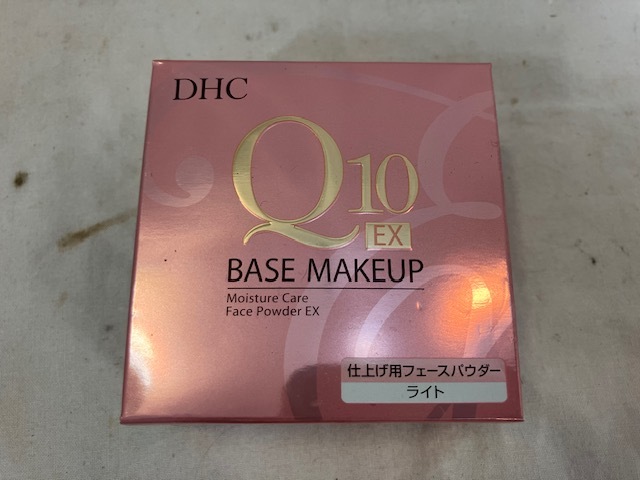 DHC
Q10
EX
BASE MAKEUP
Moisture Care
Face Powder EX
仕上げ用フェースパウダー
ライト